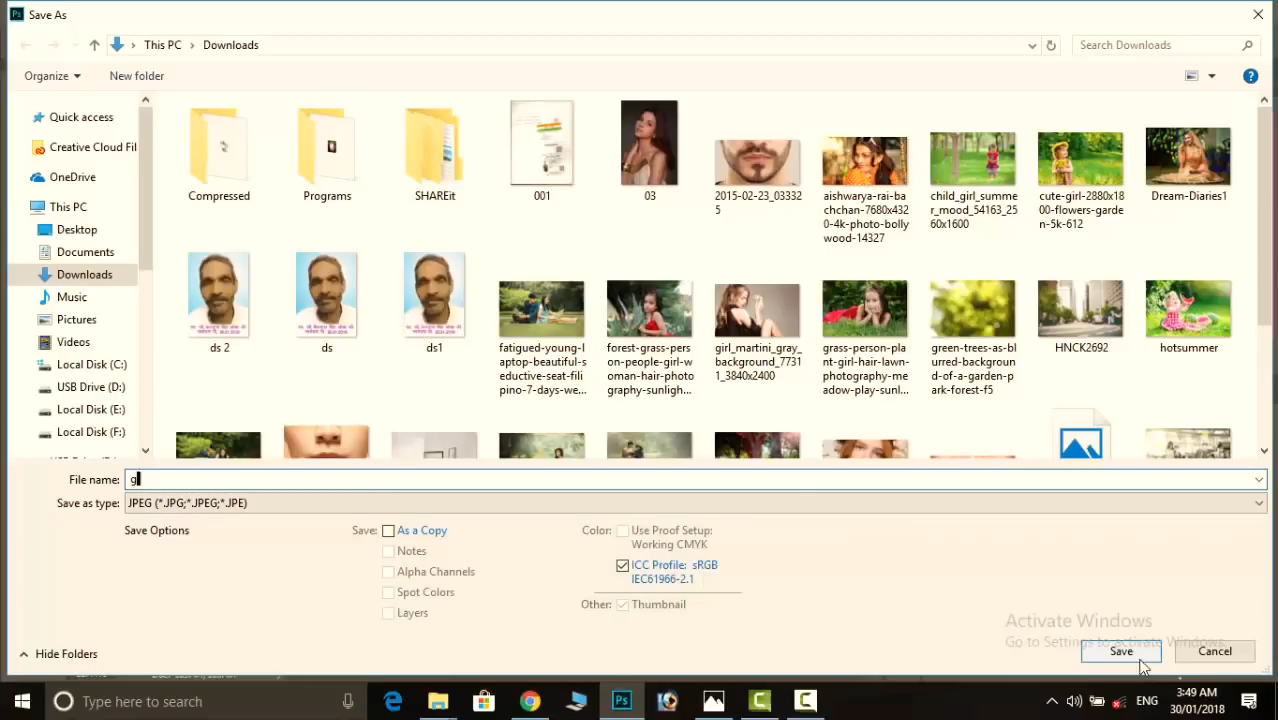 Save As
This PC > Downloads
Search Downloads
Organize
New folder
Quick access
Creative Cloud Fil
OneDrive
This PC
Desktop
Documents
Downloads
Music
Pictures
Videos
Local Disk (C:)
USB Drive (D:)
Local Disk (E:)
Local Disk (F:)
Compressed
Programs
SHAREit
001
03
2015-02-23_03332
5
aishwarya-rai-ba
chchan-7680x432
0-4k-photo-bolly
wood-14327
child_girl_summe
r_mood_54163_25
60x1600
cute-girl-2880x18
00-flowers-garde
n-5k-612
Dream-Diaries1
ds 2
ds
ds1
fatigued-young-l
aptop-beautiful-s
eductive-seat-fili
pino-7-days-we...
forest-grass-pers
on-people-girl-w
oman-hair-photo
graphy-sunligh...
girl_martini_gray_
background_7731
1_3840x2400
grass-person-pla
nt-girl-hair-lawn-
photography-me
adow-play-sunl...
green-trees-as-bl
urred-backgroun
d-of-a-garden-p
ark-forest-f5
HNCK2692
hotsummer
File name: g
Save as type: JPEG (*.JPG;*.JPEG;*.JPE)
Save Options
Save: As a Copy
Notes
Alpha Channels
Spot Colors
Layers
Color: Use Proof Setup:
Working CMYK
ICC Profile: sRGB
IEC61966-2.1
Other: Thumbnail
Activate Windows
Go to Settings to activate Windows.
Hide Folders
Save
Cancel
Type here to search
ENG
3:49 AM
30/01/2018